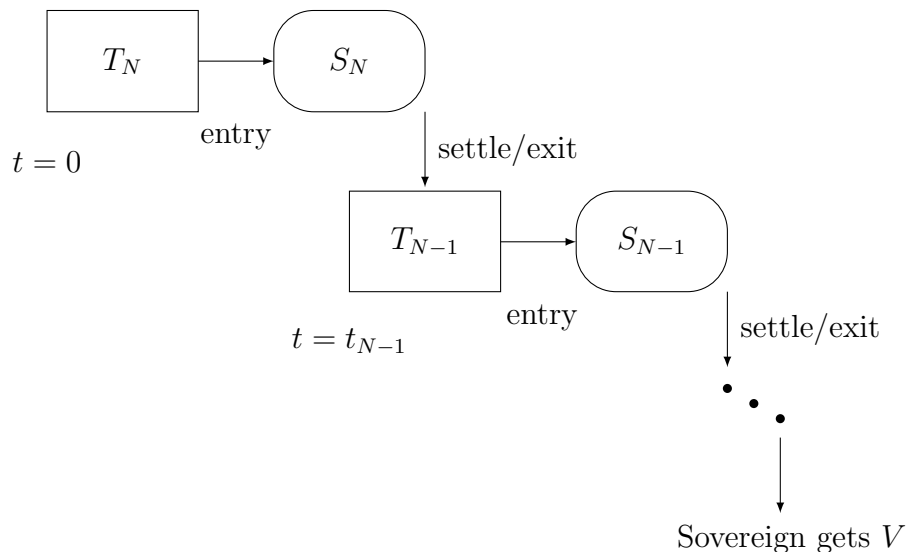 T_N
S_N
entry
t = 0
settle/exit
T_{N-1}
S_{N-1}
entry
t = t_{N-1}
settle/exit
Sovereign gets V